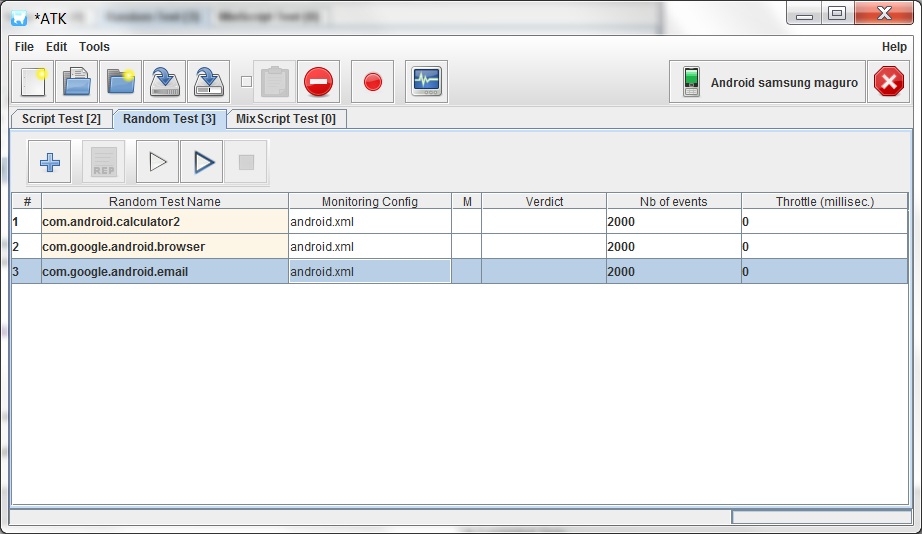 *ATK
File Edit Tools Help
Android samsung maguro
Script Test [2] Random Test [3] MixScript Test [0]
REP
# Random Test Name Monitoring Config M Verdict Nb of events Throttle (millisec.)
1 com.android.calculator2 android.xml 2000 0
2 com.google.android.browser android.xml 2000 0
3 com.google.android.email android.xml 2000 0